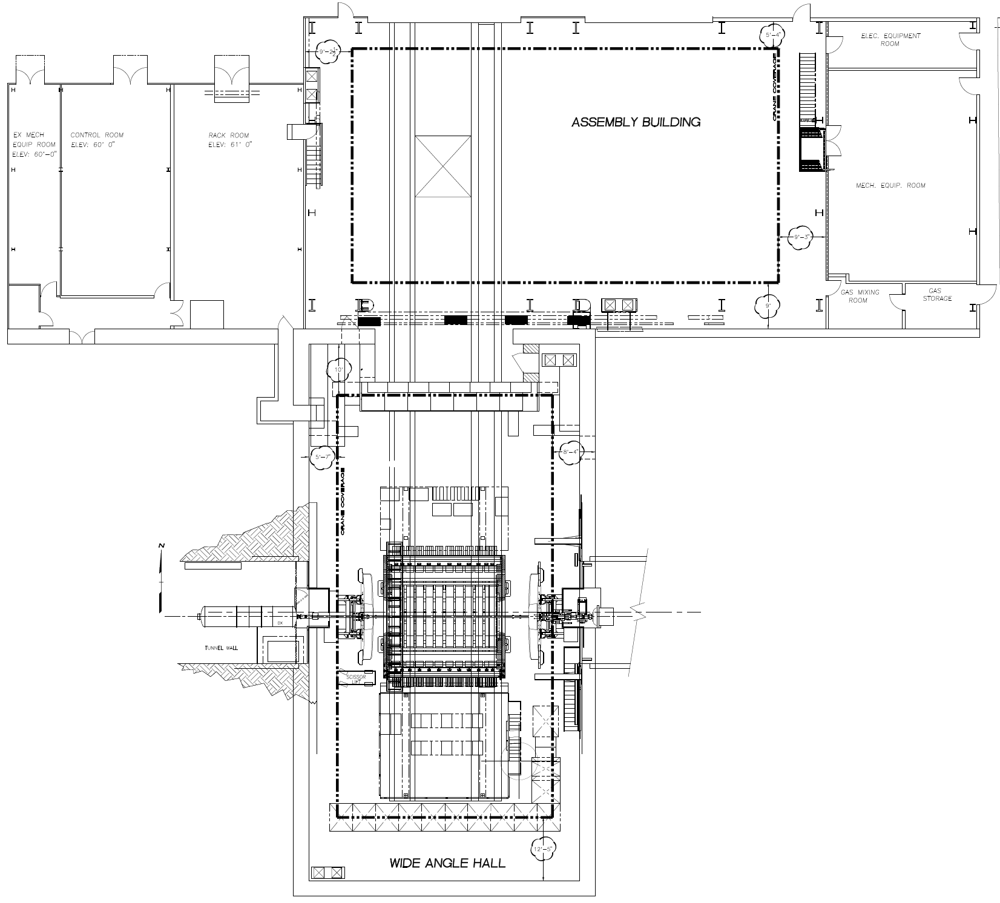 ELEC. EQUIPMENT
ROOM
5'-4"
9'-2½"
CRANE COVERAGE
ASSEMBLY BUILDING
EX MECH
EQUIP ROOM
ELEV: 60'-0"
CONTROL ROOM
ELEV: 60' 0"
RACK ROOM
ELEV: 61' 0"
MECH. EQUIP. ROOM
9'-3"
GAS MIXING
ROOM
GAS
STORAGE
9'
10'
5'-7"
8'-4"
CRANE COVERAGE
N
DX
TUNNEL WALL
SCISSOR
LIFT
12'-5"
WIDE ANGLE HALL